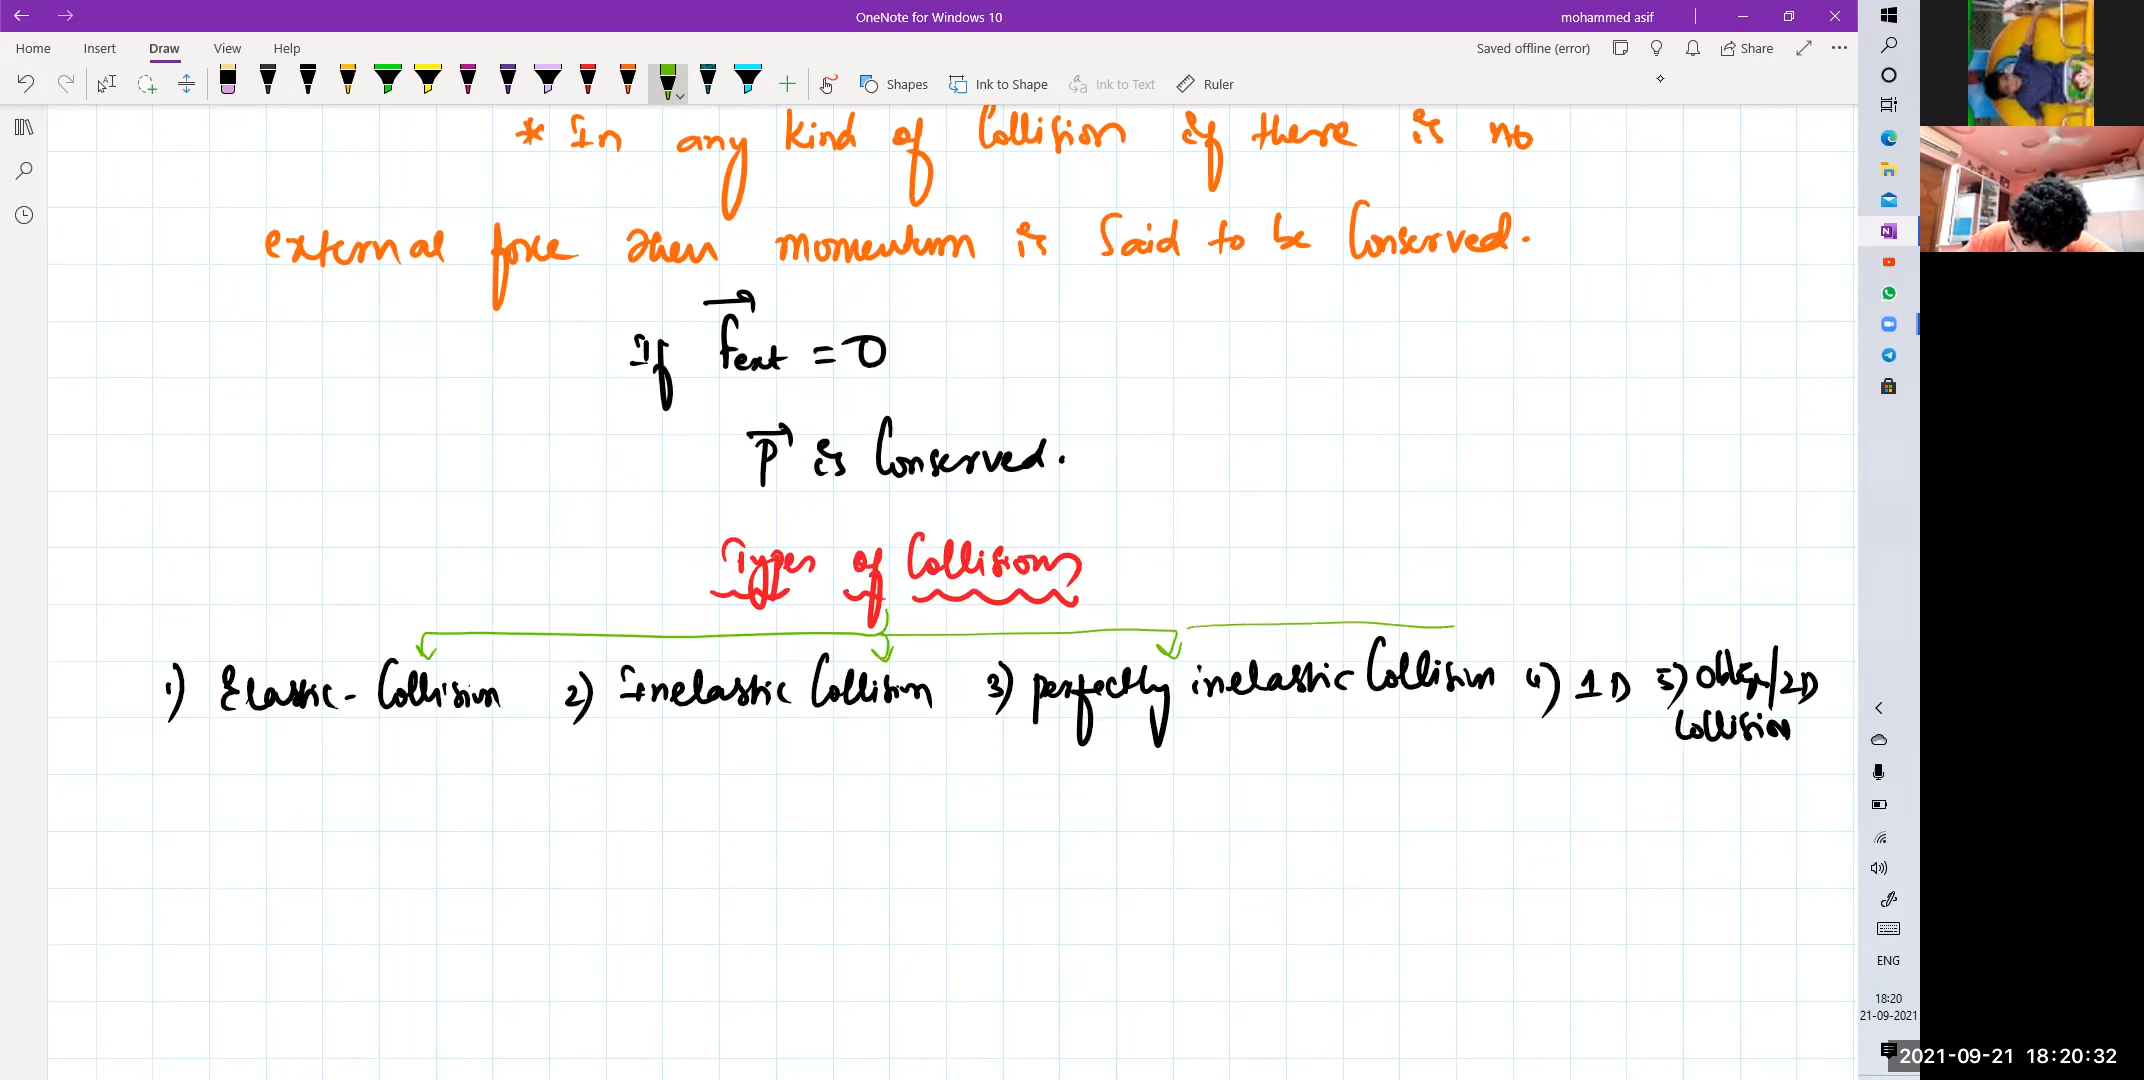 OneNote for Windows 10
mohammed asif
Home Insert Draw View Help
Saved offline (error) Share
Shapes Ink to Shape Ink to Text Ruler
* In any kind of Collision if there is no
external force then momentum is Said to be Conserved.
If Fext = 0
P is Conserved.
Types of Collisions
1) Elastic - Collision 2) Inelastic Collision 3) perfectly inelastic Collision 4) 1D 5) /2D
Collision
ENG
18:20
21-09-2021
2021-09-21 18:20:32